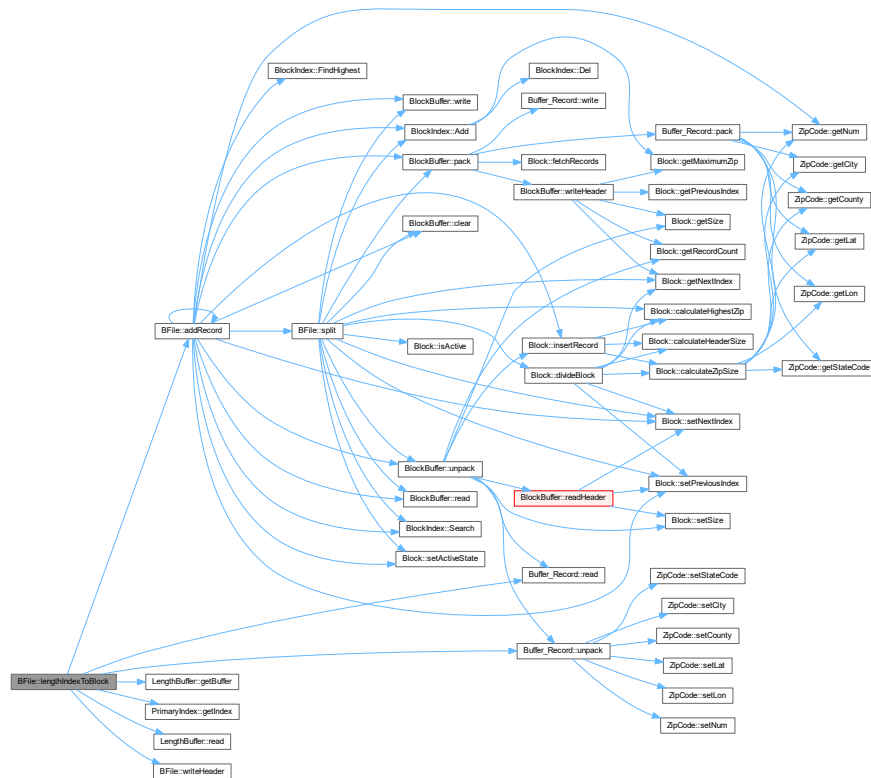 BlockIndex::FindHighest
BlockIndex::Del
BlockBuffer::write
Buffer_Record::write
BlockIndex::Add
Buffer_Record::pack
ZipCode::getNum
BlockBuffer::pack
Block::fetchRecords
Block::getMaximumZip
ZipCode::getCity
BlockBuffer::writeHeader
Block::getPreviousIndex
ZipCode::getCounty
BlockBuffer::clear
Block::getSize
ZipCode::getLat
Block::getRecordCount
Block::getNextIndex
ZipCode::getLon
Block::calculateHighestZip
BFile::addRecord
BFile::split
Block::isActive
Block::insertRecord
Block::calculateHeaderSize
Block::divideBlock
Block::calculateZipSize
ZipCode::getStateCode
Block::setNextIndex
BlockBuffer::unpack
Block::setPreviousIndex
BlockBuffer::read
BlockBuffer::readHeader
Block::setSize
BlockIndex::Search
Block::setActiveState
Buffer_Record::read
ZipCode::setStateCode
ZipCode::setCity
ZipCode::setCounty
Buffer_Record::unpack
ZipCode::setLat
BFile::lengthIndexToBlock
LengthBuffer::getBuffer
ZipCode::setLon
PrimaryIndex::getIndex
ZipCode::setNum
LengthBuffer::read
BFile::writeHeader